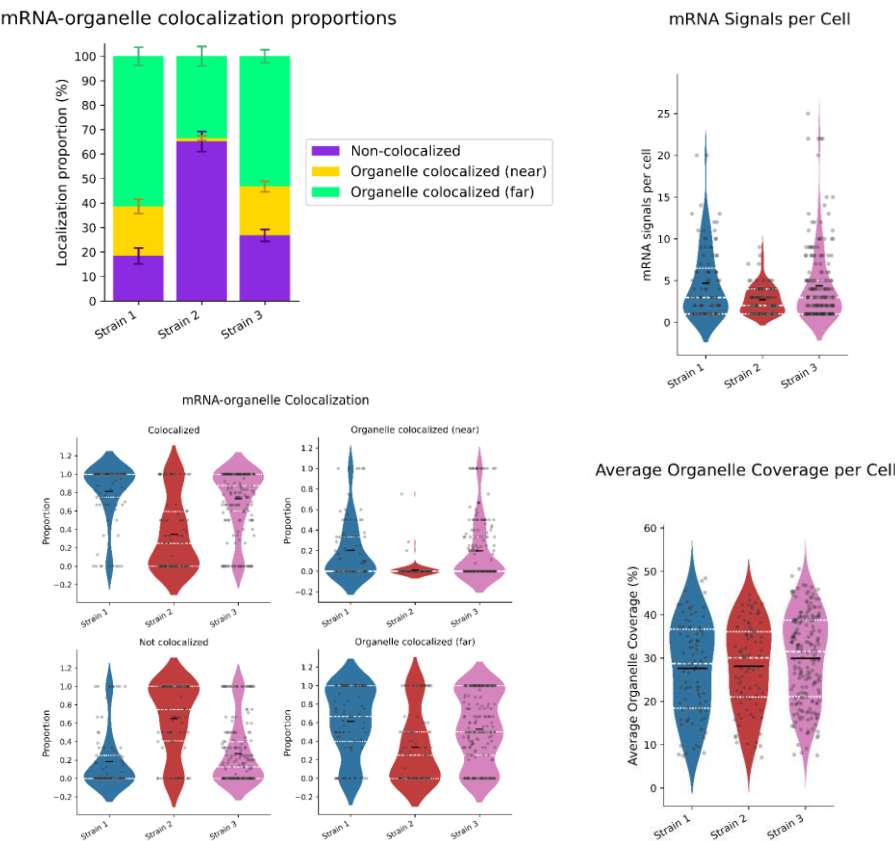 mRNA-organelle colocalization proportions
Localization proportion (%)
100
90
80
70
60
50
40
30
20
10
0
Strain 1
Strain 2
Strain 3
Non-colocalized
Organelle colocalized (near)
Organelle colocalized (far)
mRNA Signals per Cell
mRNA signals per cell
25
20
15
10
5
0
Strain 1
Strain 2
Strain 3
mRNA-organelle Colocalization
Colocalized
Proportion
1.2
1.0
0.8
0.6
0.4
0.2
0.0
−0.2
Strain 1
Strain 2
Strain 3
Organelle colocalized (near)
Proportion
1.2
1.0
0.8
0.6
0.4
0.2
0.0
−0.2
Strain 1
Strain 2
Strain 3
Not colocalized
Proportion
1.2
1.0
0.8
0.6
0.4
0.2
0.0
−0.2
Strain 1
Strain 2
Strain 3
Organelle colocalized (far)
Proportion
1.2
1.0
0.8
0.6
0.4
0.2
0.0
−0.2
Strain 1
Strain 2
Strain 3
Average Organelle Coverage per Cell
Average Organelle Coverage (%)
60
50
40
30
20
10
0
Strain 1
Strain 2
Strain 3